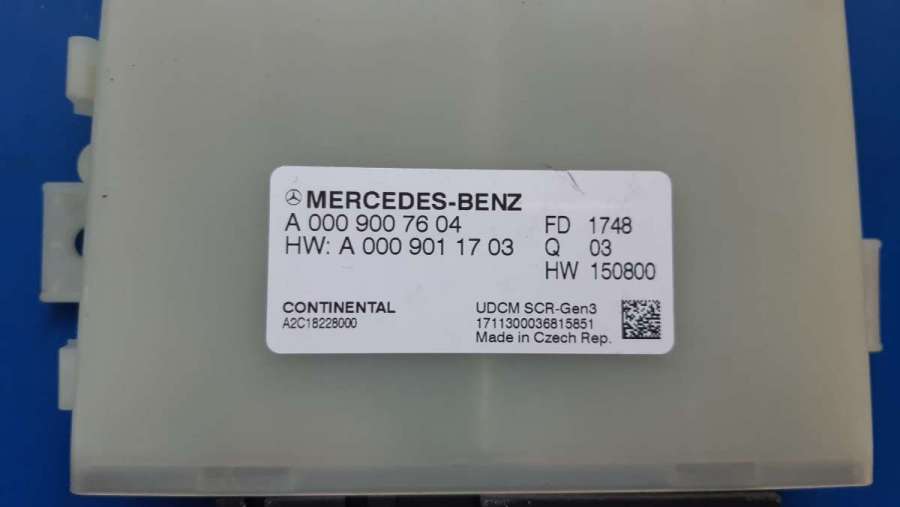 MERCEDES-BENZ
A 000 900 76 04 FD 1748
HW: A 000 901 17 03 Q 03
HW 150800
CONTINENTAL UDCM SCR-Gen3
A2C18228000 1711300036815851
Made in Czech Rep.